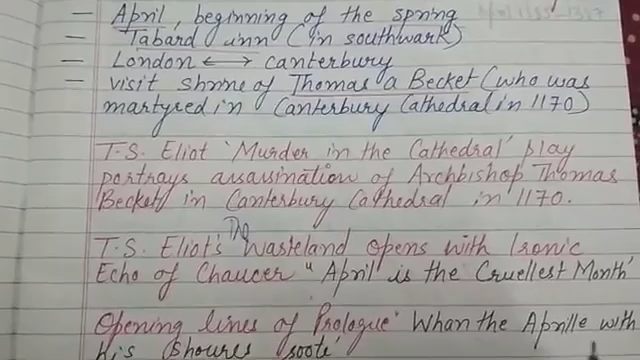 — April, beginning of the spring
— Tabard inn (in southwark)
— London ⟷ canterbury
— visit shrine of Thomas a Becket (who was
martyred in Canterbury Cathedral in 1170)
T.S. Eliot 'Murder in the Cathedral' play
portrays assasination of Archbishop Thomas
Becket in Canterbury Cathedral in 1170.
T.S. Eliot's The Wasteland opens with Ironic
Echo of Chaucer "April is the Cruellest Month'
Opening lines of Prologue" Whan the Aprille with
his shoures soote'